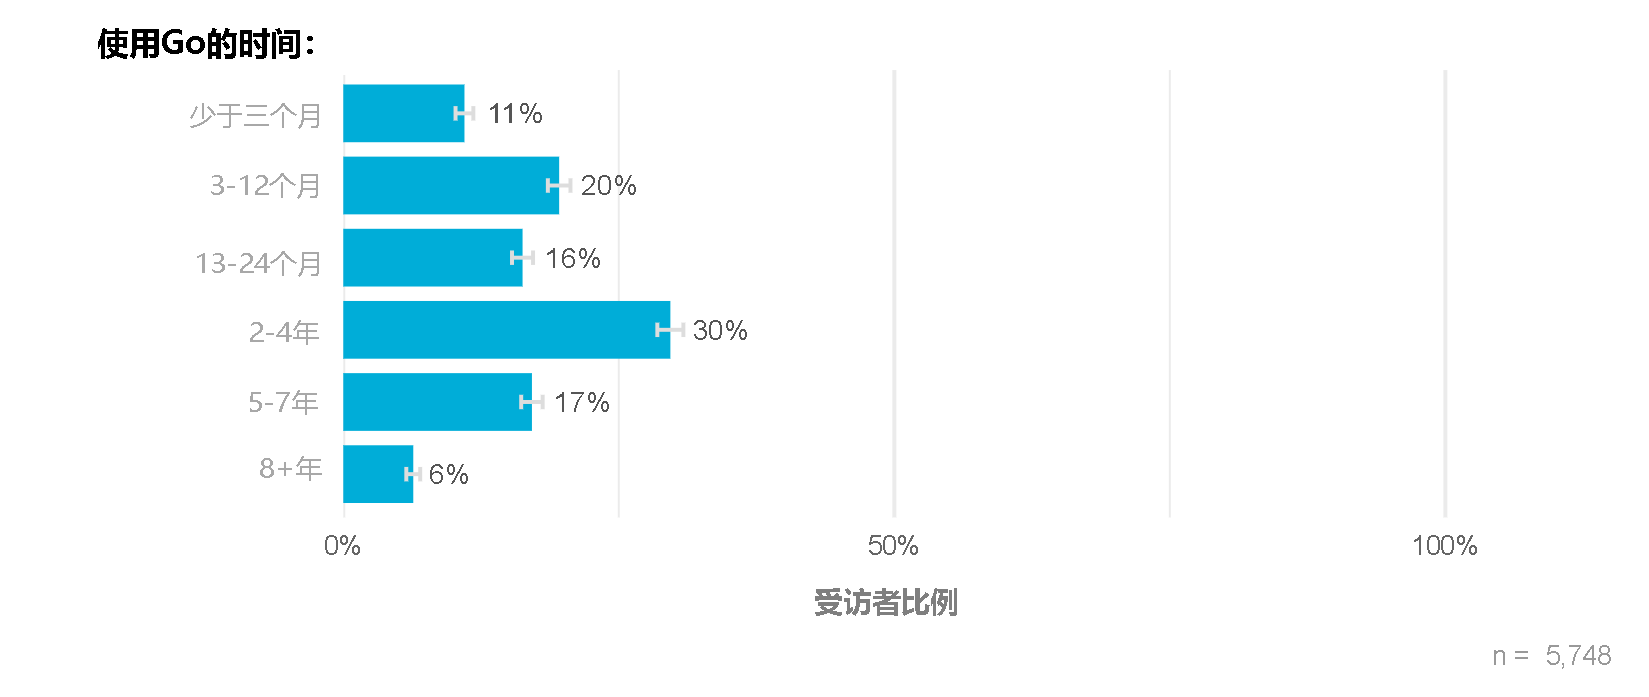 使用Go的时间：
少于三个月 11%
3-12个月 20%
13-24个月 16%
2-4年 30%
5-7年 17%
8+年 6%
0% 50% 100%
受访者比例
n = 5,748